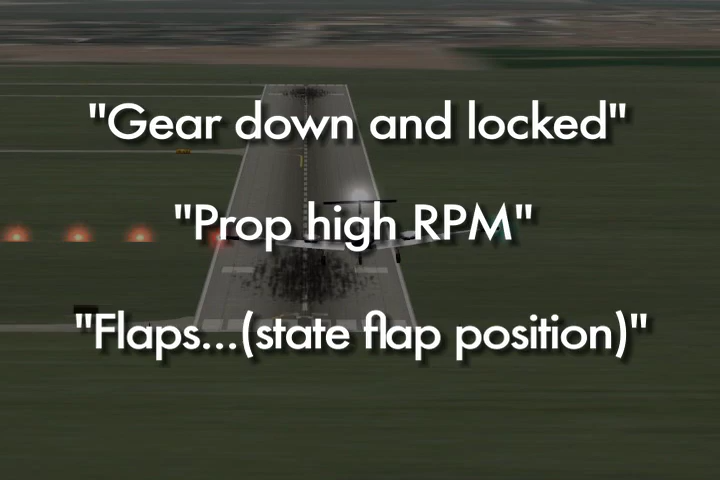 "Gear down and locked"
"Prop high RPM"
"Flaps...(state flap position)"